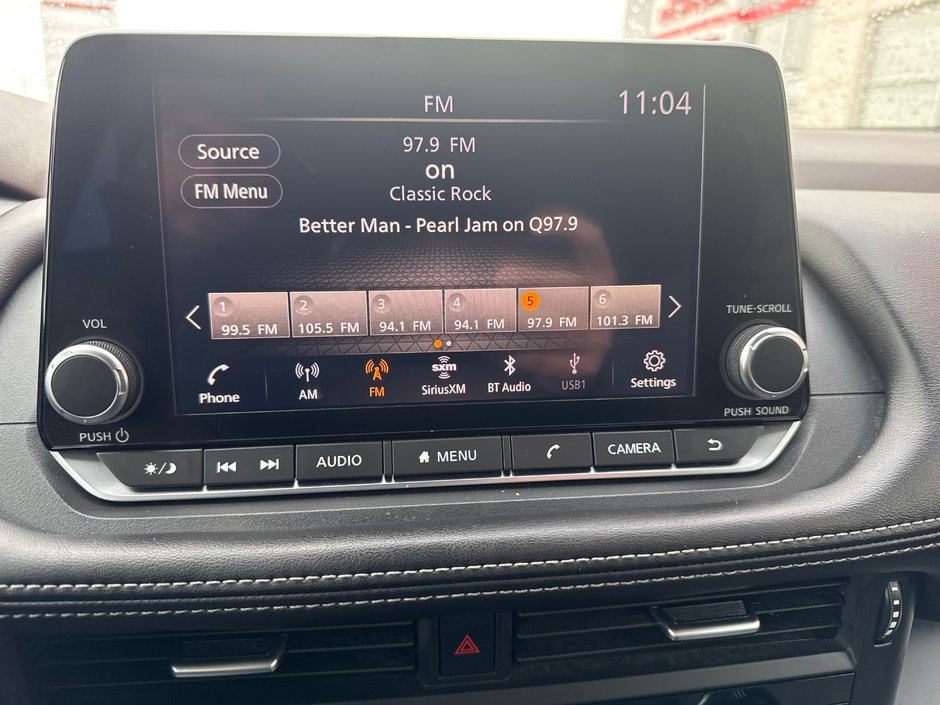 FM
11:04
Source
97.9 FM
on
FM Menu
Classic Rock
Better Man - Pearl Jam on Q97.9
1 2 3 4 5 6
99.5 FM 105.5 FM 94.1 FM 94.1 FM 97.9 FM 101.3 FM
TUNE·SCROLL
VOL
sxm
Phone AM FM SiriusXM BT Audio USB1 Settings
PUSH
PUSH SOUND
AUDIO MENU CAMERA